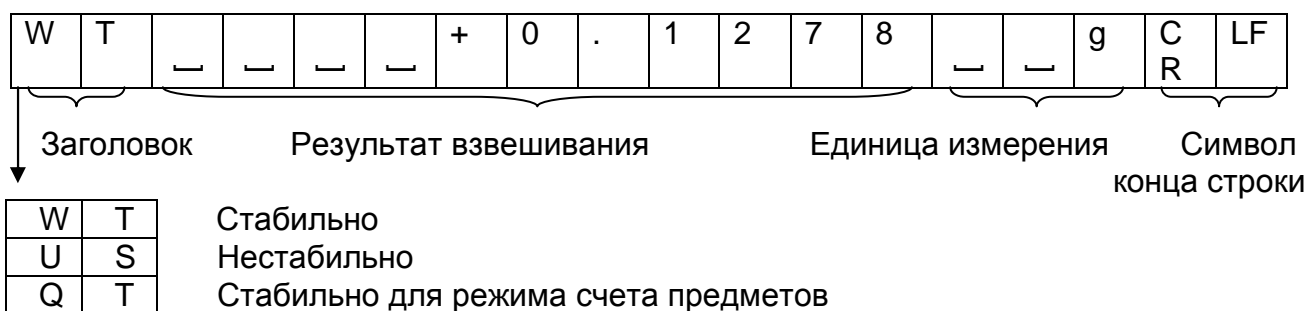 W T ␣ ␣ ␣ ␣ + 0 . 1 2 7 8 ␣ ␣ g CR LF
Заголовок Результат взвешивания Единица измерения Символ конца строки
W T Стабильно
U S Нестабильно
Q T Стабильно для режима счета предметов